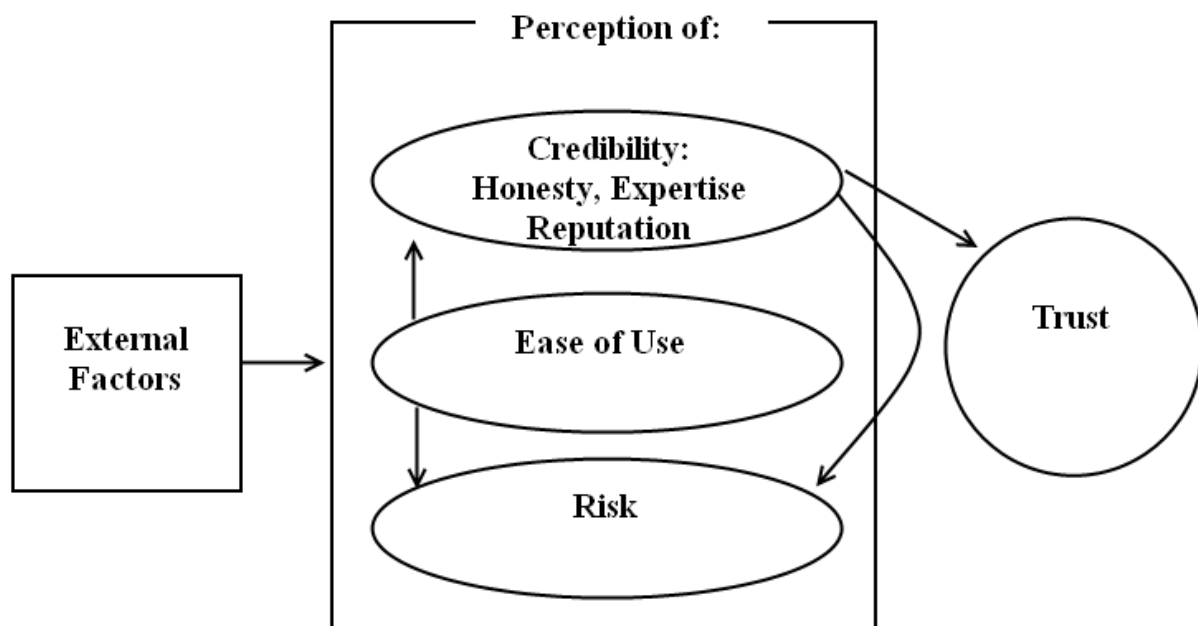 Perception of:
Credibility:
Honesty, Expertise
Reputation
External
Factors
Ease of Use
Trust
Risk